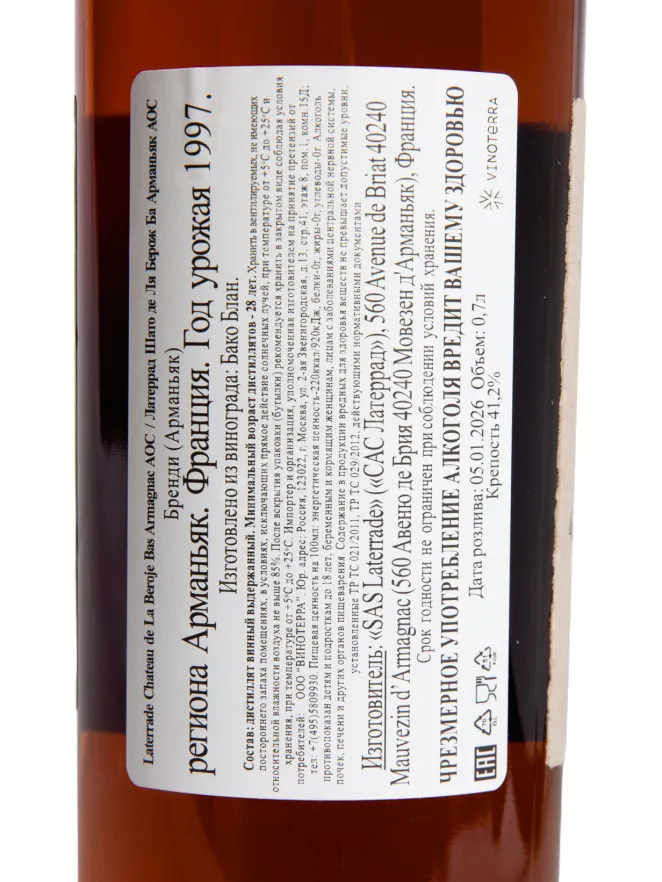 Laterrade Chateau de La Beroje Bas Armagnac AOC / Латеррад Шато де Ля Берож Ба Арманьяк АОС
Бренди (Арманьяк)
региона Арманьяк. Франция. Год урожая 1997.
Изготовлено из винограда: Бако Блан.
Состав: дистиллят винный выдержанный. Минимальный возраст дистиллятов - 28 лет. Хранить в вентилируемых, не имеющих
постороннего запаха помещениях, в условиях, исключающих прямое действие солнечных лучей, при температуре от +5°С до +25°С и
относительной влажности воздуха не выше 85%. После вскрытия упаковки (бутылки) рекомендуется хранить в закрытом виде соблюдая условия
хранения, при температуре от +5°С до +25°С. Импортер и организация, уполномоченная изготовителем на принятие претензий от
потребителей: ООО "ВИНОТЕРРА". Юр. адрес: Россия, 123022, г. Москва, ул. 2-ая Звенигородская, д. 13. стр.41, этаж 8, пом.1, комн.15Д;
тел. +7(495)5809930. Пищевая ценность на 100мл: энергетическая ценность-220ккал/920кДж, белки-0г, жиры-0г, углеводы-0г. Алкоголь
противопоказан детям и подросткам до 18 лет, беременным и кормящим женщинам, лицам с заболеваниями центральной нервной системы,
почек, печени и других органов пищеварения. Содержание в продукции вредных для здоровья веществ не превышает допустимые уровни,
установленные ТР ТС 021/2011, ТР ТС 029/2012, действующими нормативными документами.
Изготовитель: «SAS Laterrade» («САС Латеррад»), 560 Avenue de Briat 40240
Mauvezin d' Armagnac (560 Авеню де Брия 40240 Мовезен д'Арманьяк), Франция.
Срок годности не ограничен при соблюдении условий хранения.
ЧРЕЗМЕРНОЕ УПОТРЕБЛЕНИЕ АЛКОГОЛЯ ВРЕДИТ ВАШЕМУ ЗДОРОВЬЮ
Дата розлива: 05.01.2026 Объем: 0,7л
Крепость 41,2%
EAC
VINOTERRA